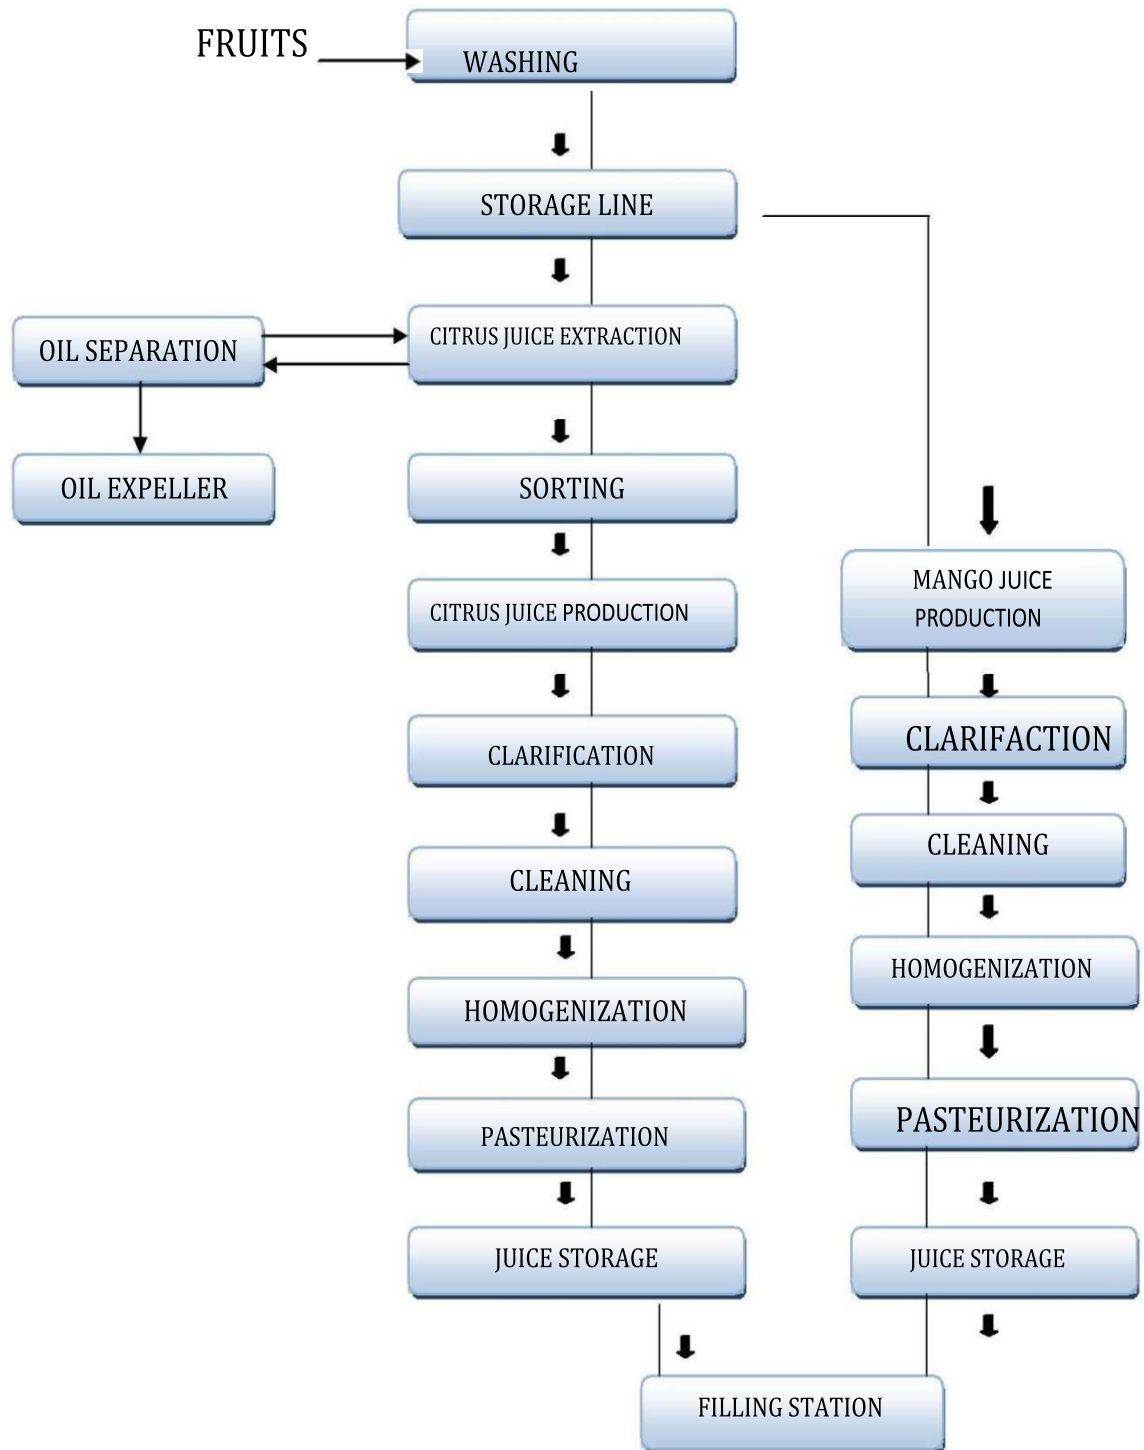 FRUITS
WASHING
STORAGE LINE
CITRUS JUICE EXTRACTION
OIL SEPARATION
OIL EXPELLER
SORTING
CITRUS JUICE PRODUCTION
CLARIFICATION
CLEANING
HOMOGENIZATION
PASTEURIZATION
JUICE STORAGE
MANGO JUICE
PRODUCTION
CLARIFACTION
CLEANING
HOMOGENIZATION
PASTEURIZATION
JUICE STORAGE
FILLING STATION